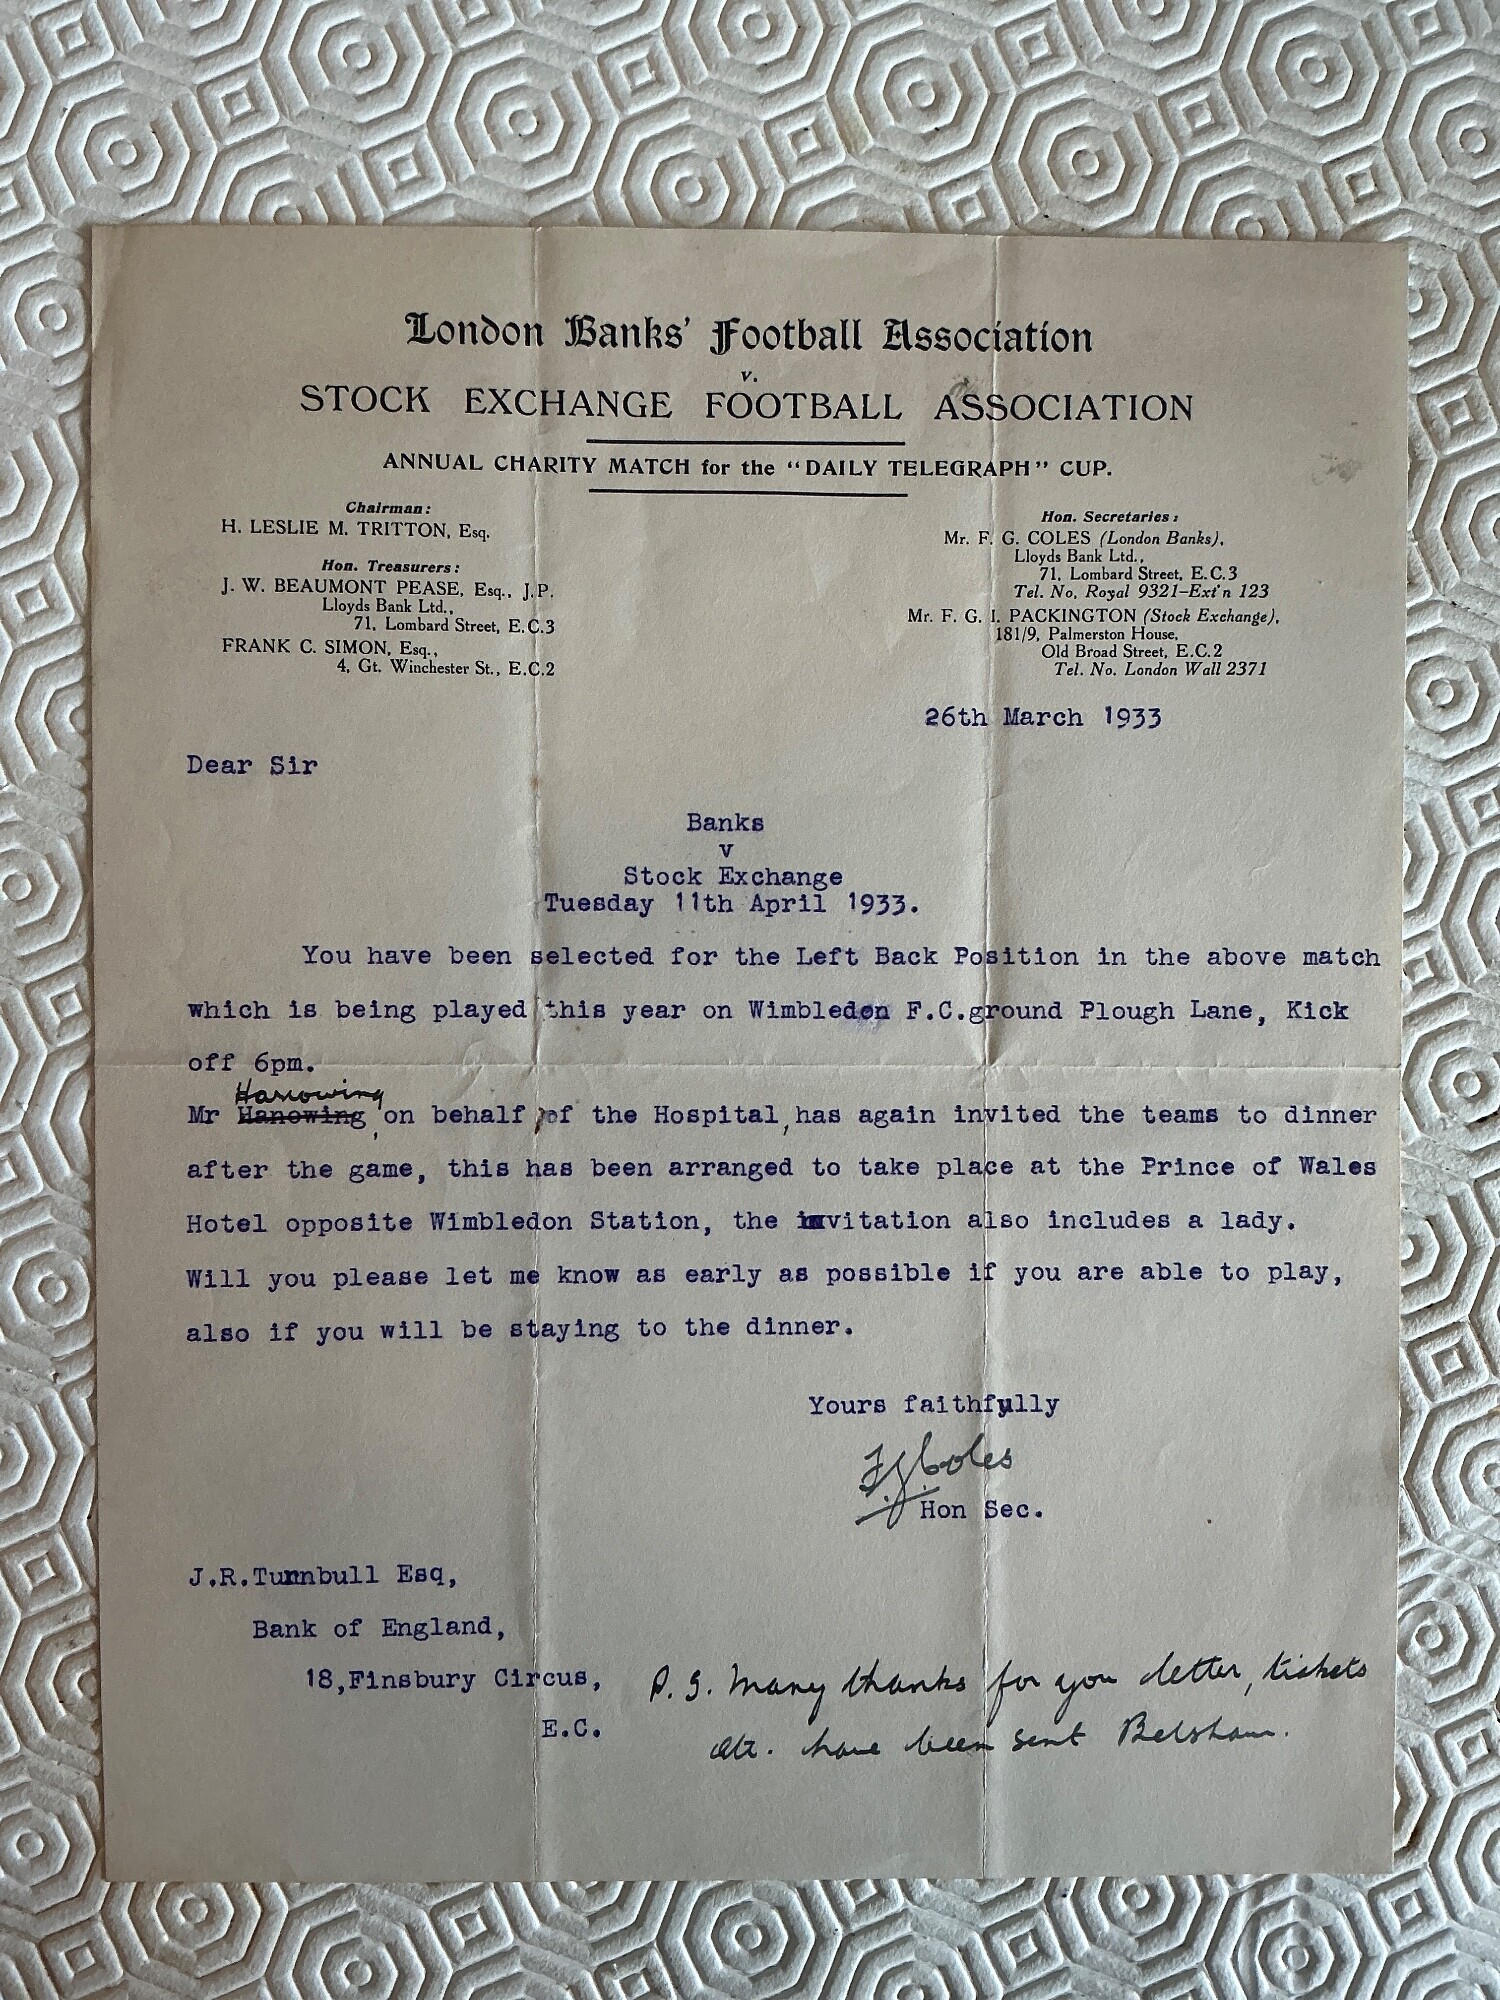 London Banks' Football Association
v.
STOCK EXCHANGE FOOTBALL ASSOCIATION
ANNUAL CHARITY MATCH for the "DAILY TELEGRAPH" CUP.
Chairman:
H. LESLIE M. TRITTON, Esq.
Hon. Treasurers:
J. W. BEAUMONT PEASE, Esq., J.P.
Lloyds Bank Ltd.,
71, Lombard Street, E.C.3
FRANK C. SIMON, Esq.,
4, Gt. Winchester St., E.C.2
Hon. Secretaries:
Mr. F. G. COLES (London Banks),
Lloyds Bank Ltd.,
71, Lombard Street, E.C.3
Tel. No. Royal 9321-Ext'n 123
Mr. F. G. I. PACKINGTON (Stock Exchange),
181/9, Palmerston House,
Old Broad Street, E.C.2
Tel. No. London Wall 2371
26th March 1933
Dear Sir
Banks
v
Stock Exchange
Tuesday 11th April 1933.
You have been selected for the Left Back Position in the above match
which is being played this year on Wimbledon F.C.ground Plough Lane, Kick
off 6pm.
Harrowing
Mr Hanowing, on behalf of the Hospital, has again invited the teams to dinner
after the game, this has been arranged to take place at the Prince of Wales
Hotel opposite Wimbledon Station, the invitation also includes a lady.
Will you please let me know as early as possible if you are able to play,
also if you will be staying to the dinner.
Yours faithfully
F G Coles
Hon Sec.
J.R.Turnbull Esq,
Bank of England,
18,Finsbury Circus,
E.C.
P.S. Many thanks for you letter, tickets
etc. have been sent Belsham.